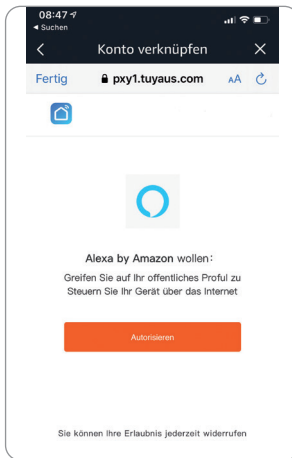 08:47
◀ Suchen
Konto verknüpfen
Fertig pxy1.tuyaus.com AA
Alexa by Amazon wollen:
Greifen Sie auf Ihr offentliches Proful zu
Steuern Sie Ihr Gerät über das Internet
Autorisieren
Sie können Ihre Erlaubnis jederzeit widerrufen